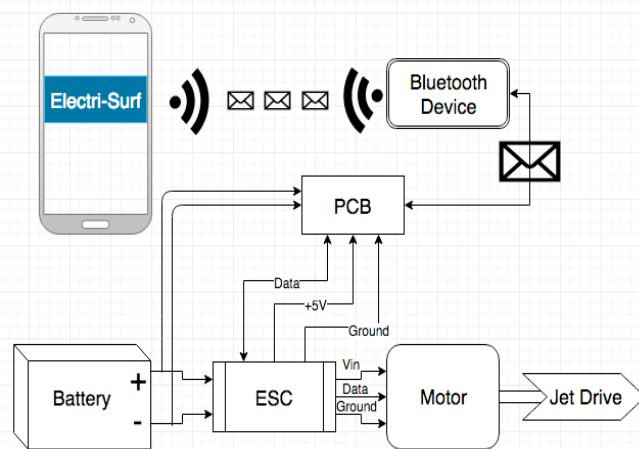 Electri-Surf
Bluetooth
Device
PCB
Data
+5V
Ground
Battery
+
-
ESC
Vin
Data
Ground
Motor
Jet Drive